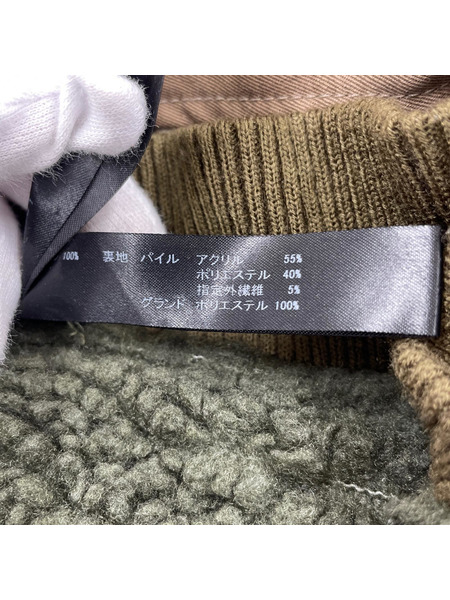 100% 裏地 パイル アクリル 55%
ポリエステル 40%
指定外繊維 5%
グランド ポリエステル 100%